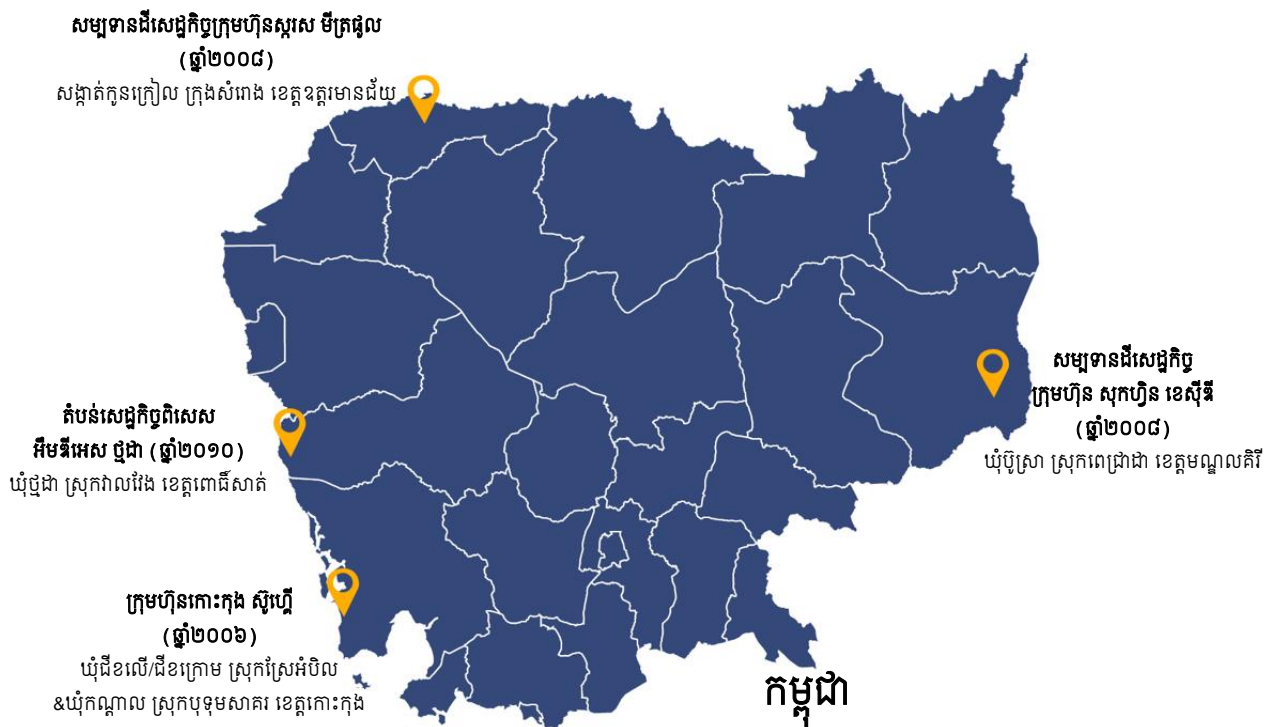 សម្បទានដីសេដ្ឋកិច្ចក្រុមហ៊ុនស្ករស មីត្រផូល
(ឆ្នាំ២០០៨)
សង្កាត់កូនក្រៀល ក្រុងសំរោង ខេត្តឧត្តរមានជ័យ
សម្បទានដីសេដ្ឋកិច្ច
ក្រុមហ៊ុន សុកហ្វិន ខេស៊ីឌី
(ឆ្នាំ២០០៨)
ឃុំប៊ូស្រា ស្រុកពេជ្រាដា ខេត្តមណ្ឌលគិរី
តំបន់សេដ្ឋកិច្ចពិសេស
អឹមឌីអេស ថ្មដា (ឆ្នាំ២០១០)
ឃុំថ្មដា ស្រុកវាលវែង ខេត្តពោធិ៍សាត់
ក្រុមហ៊ុនកោះកុង ស៊ូហ្គើ
(ឆ្នាំ២០០៦)
ឃុំជីខលើ/ជីខក្រោម ស្រុកស្រែអំបិល
&ឃុំកណ្តាល ស្រុកបុទុមសាគរ ខេត្តកោះកុង
កម្ពុជា